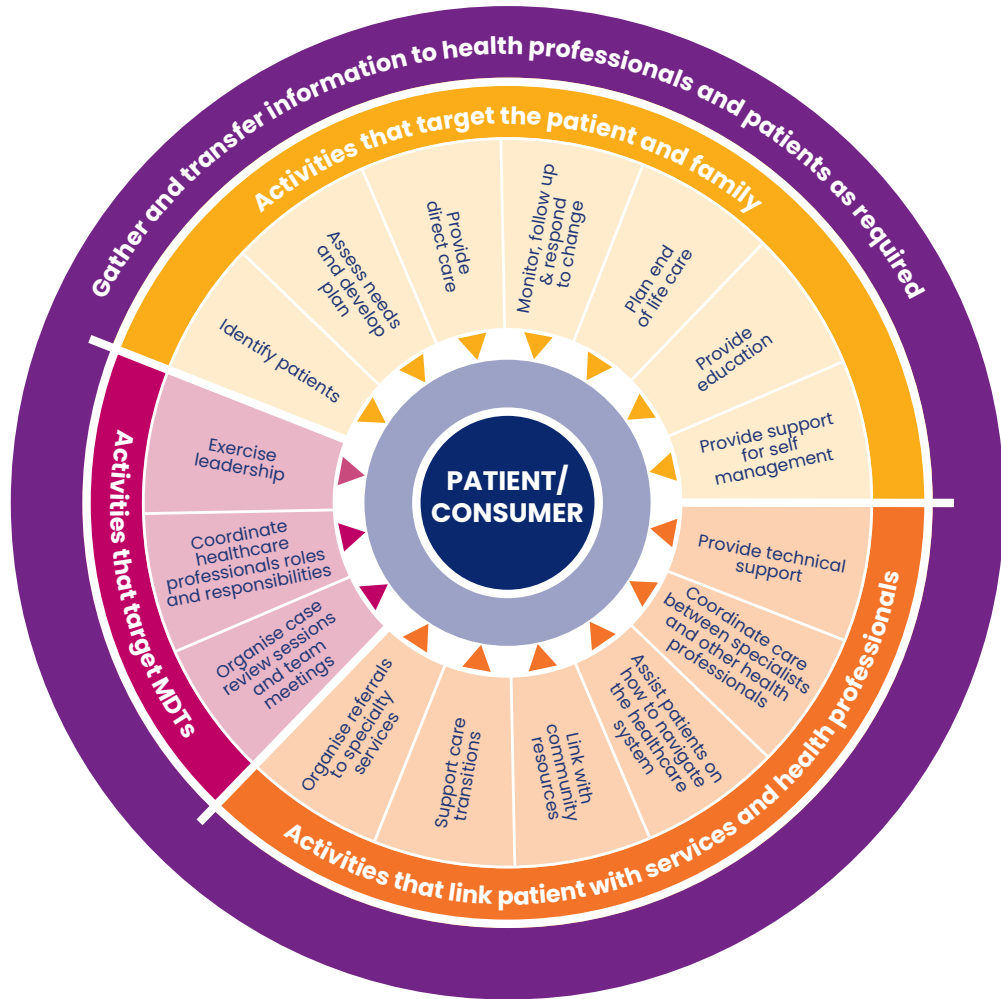 Gather and transfer information to health professionals and patients as required
Activities that target the patient and family
Identify patients
Assess needs
and develop
plan
Provide
direct care
Monitor, follow up
& respond
to change
Plan end
of life care
Provide
education
Provide support
for self
management
Activities that link patient with services and health professionals
Provide technical
support
Coordinate care
between specialists
and other health
professionals
Assist patients on
how to navigate
the healthcare
system
Link with
community
resources
Support care
transitions
Organise referrals
to specialty
services
Activities that target MDTs
Organise case
review sessions
and team
meetings
Coordinate
healthcare
professionals roles
and responsibilities
Exercise
leadership
PATIENT/
CONSUMER